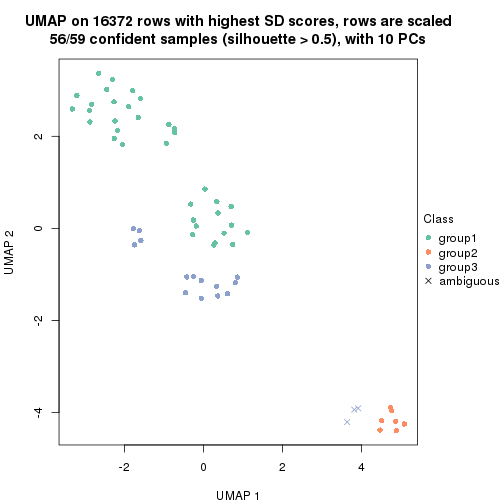 UMAP on 16372 rows with highest SD scores, rows are scaled
56/59 confident samples (silhouette > 0.5), with 10 PCs
2
0
-2
-4
UMAP 2
-2
0
2
4
UMAP 1
Class
group1
group2
group3
ambiguous